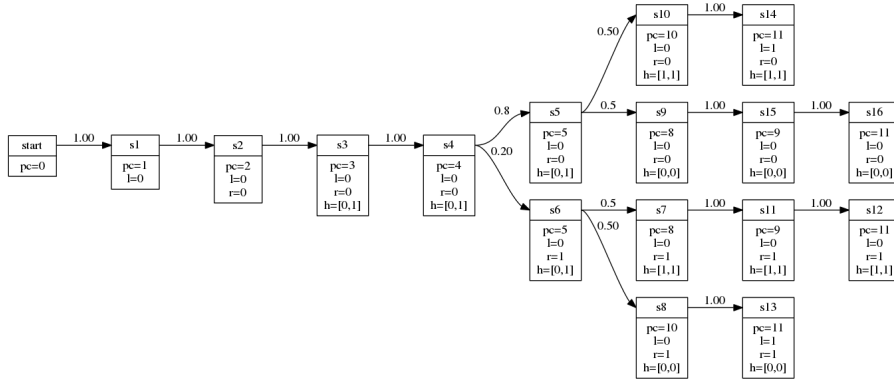 start
pc=0
1.00
s1
pc=1
l=0
1.00
s2
pc=2
l=0
r=0
1.00
s3
pc=3
l=0
r=0
h=[0,1]
1.00
s4
pc=4
l=0
r=0
h=[0,1]
0.8
0.20
s5
pc=5
l=0
r=0
h=[0,1]
0.50
0.5
s10
pc=10
l=0
r=0
h=[1,1]
1.00
s14
pc=11
l=1
r=0
h=[1,1]
s9
pc=8
l=0
r=0
h=[0,0]
1.00
s15
pc=9
l=0
r=0
h=[0,0]
1.00
s16
pc=11
l=0
r=0
h=[0,0]
s6
pc=5
l=0
r=1
h=[0,1]
0.5
0.50
s7
pc=8
l=0
r=1
h=[1,1]
1.00
s11
pc=9
l=0
r=1
h=[1,1]
1.00
s12
pc=11
l=0
r=1
h=[1,1]
s8
pc=10
l=0
r=1
h=[0,0]
1.00
s13
pc=11
l=1
r=1
h=[0,0]